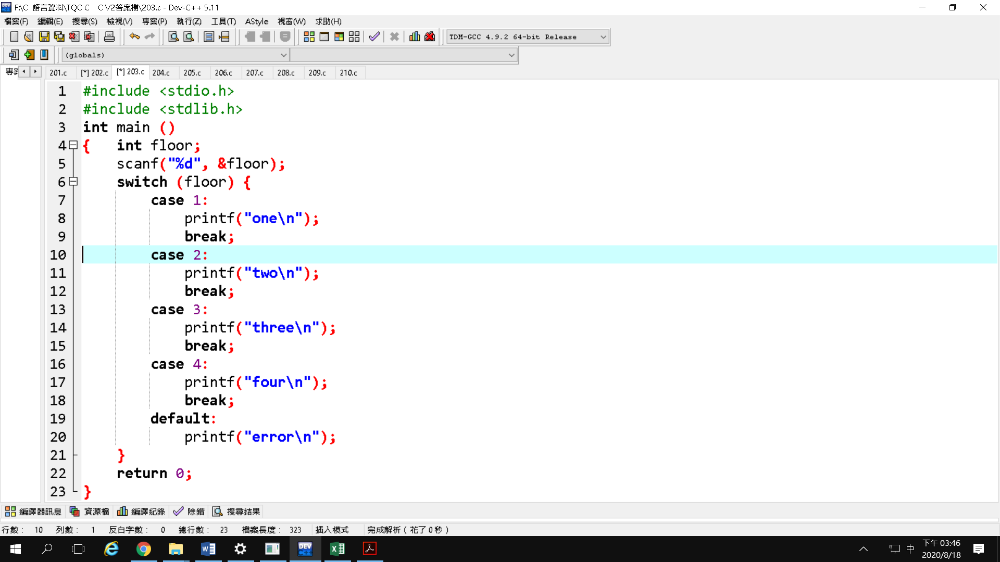 F:\C 語言資料\TQC C    C V2答案檔\203.c - Dev-C++ 5.11
檔案(F) 編輯(E) 搜尋(S) 檢視(V) 專案(P) 執行(Z) 工具(T) AStyle 視窗(W) 求助(H)
TDM-GCC 4.9.2 64-bit Release
(globals)
201.c [*] 202.c [*] 203.c 204.c 205.c 206.c 207.c 208.c 209.c 210.c
1 #include <stdio.h>
2 #include <stdlib.h>
3 int main ()
4 {   int floor;
5     scanf("%d", &floor);
6     switch (floor) {
7         case 1:
8             printf("one\n");
9             break;
10         case 2:
11             printf("two\n");
12             break;
13         case 3:
14             printf("three\n");
15             break;
16         case 4:
17             printf("four\n");
18             break;
19         default:
20             printf("error\n");
21     }
22     return 0;
23 }
編譯器訊息 資源檔 編譯紀錄 除錯 搜尋結果
行數: 10 列數: 1 反白字數: 0 總行數: 23 檔案長度: 323 插入模式 完成解析 (花了 0 秒)
中 下午 03:46
2020/8/18